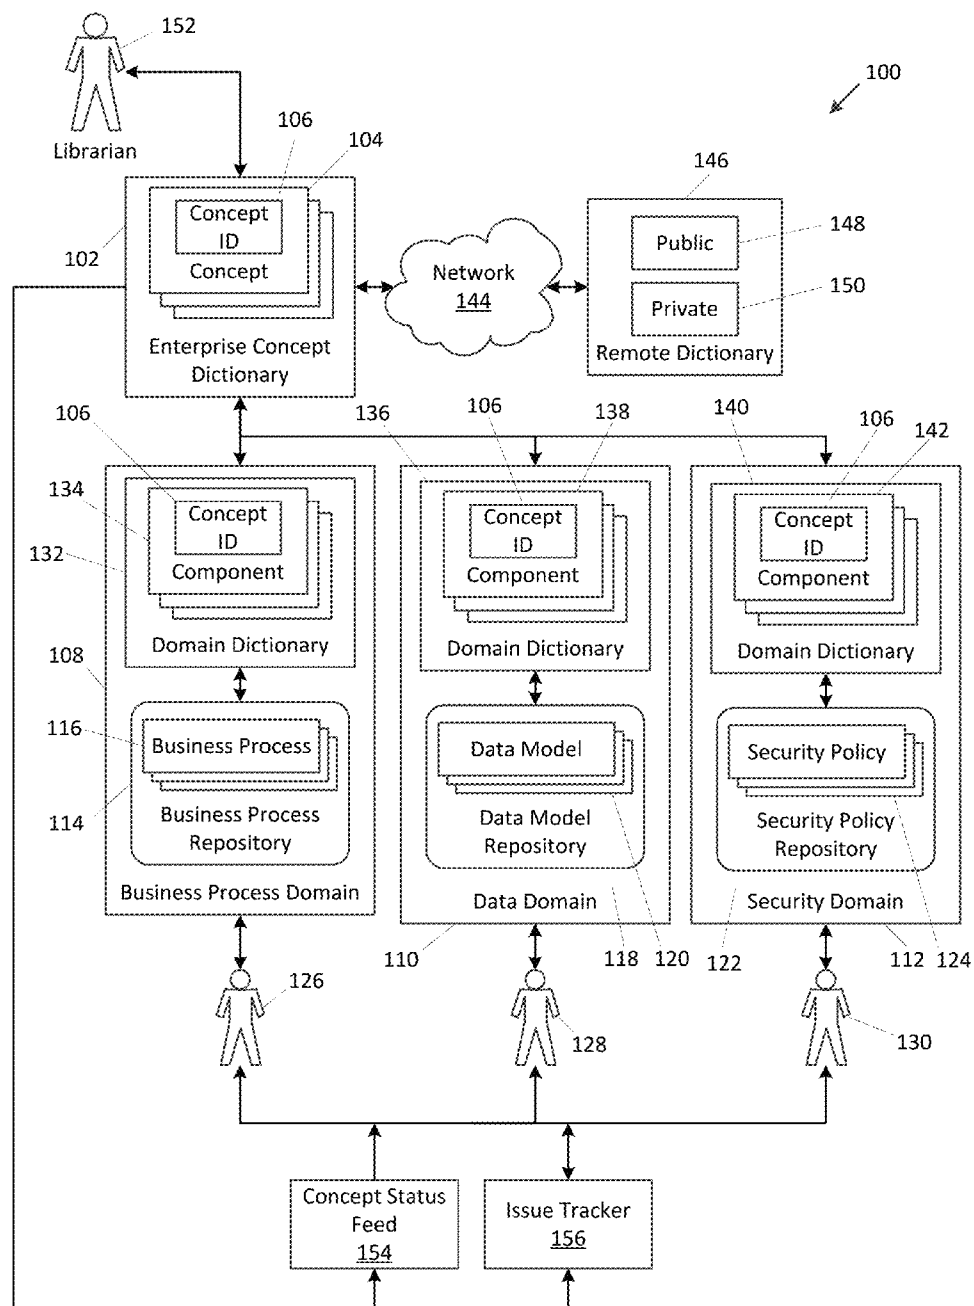 152
100
Librarian
106
104
146
Concept
ID
Concept
102
Enterprise Concept
Dictionary
Network
144
Public
148
Private
150
Remote Dictionary
106
136
106
138
140
106
142
134
132
Concept
ID
Component
Domain Dictionary
Concept
ID
Component
Domain Dictionary
Concept
ID
Component
Domain Dictionary
108
116
114
Business Process
Business Process
Repository
Business Process Domain
Data Model
Data Model
Repository
Data Domain
Security Policy
Security Policy
Repository
Security Domain
110
118
120
122
112
124
126
128
130
Concept Status
Feed
154
Issue Tracker
156